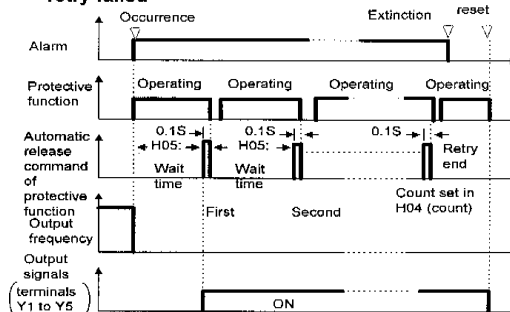 retry failed
Occurrence
Extinction
reset
Alarm
Protective function
Operating
Operating
Operating
Operating
Automatic release command of protective function
0.1S
H05:
Wait time
0.1S
H05:
Wait time
0.1S
Retry end
First
Second
Count set in H04 (count)
Output frequency
Output signals
(terminals Y1 to Y5
ON